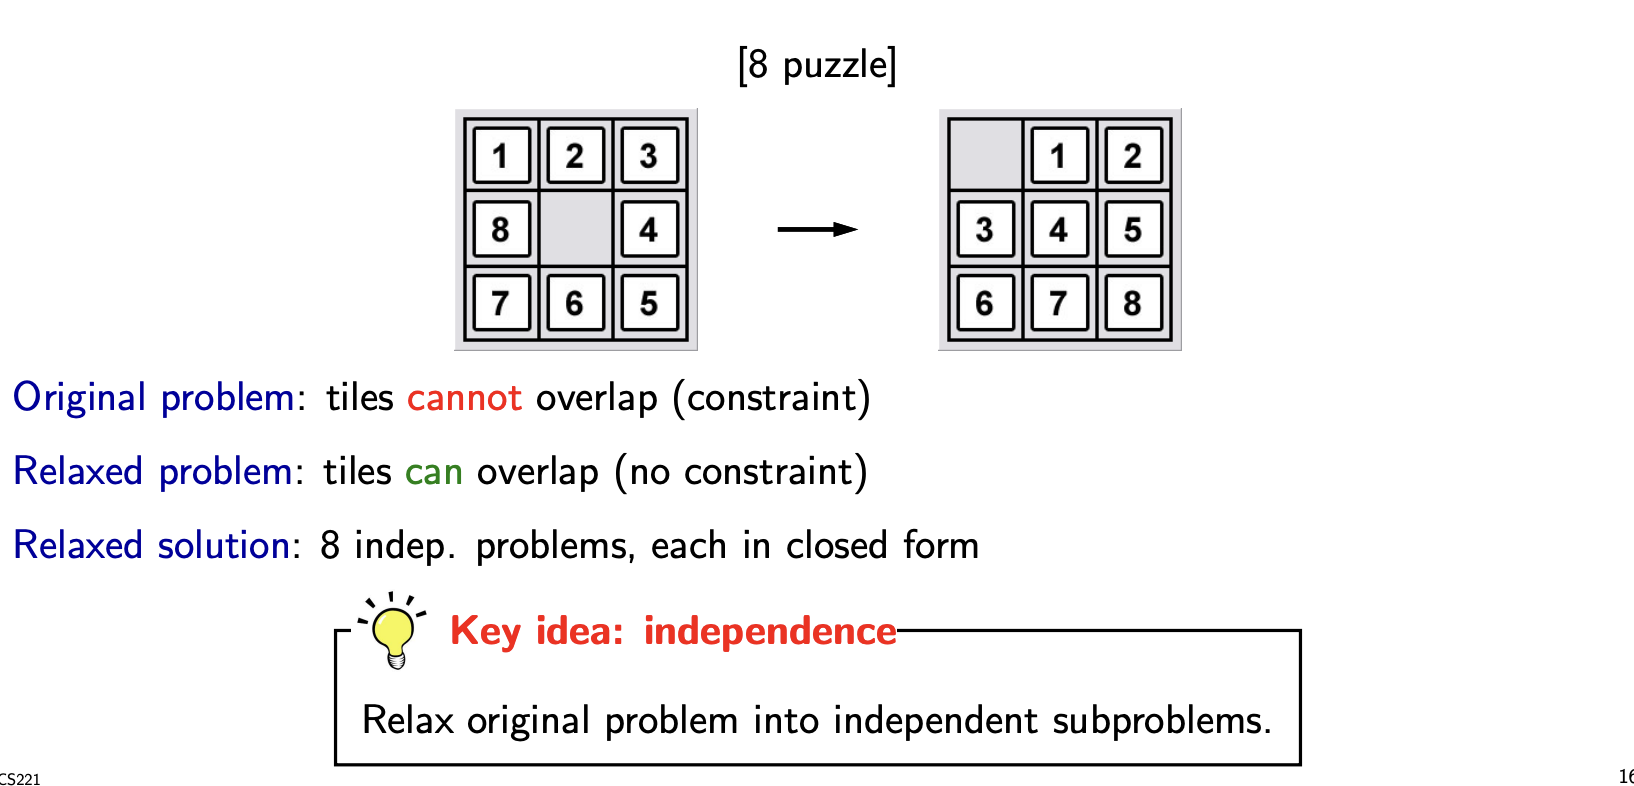 [8 puzzle]
1 2 3
8 4
7 6 5
1 2
3 4 5
6 7 8
Original problem: tiles cannot overlap (constraint)
Relaxed problem: tiles can overlap (no constraint)
Relaxed solution: 8 indep. problems, each in closed form
Key idea: independence
Relax original problem into independent subproblems.
CS221
16